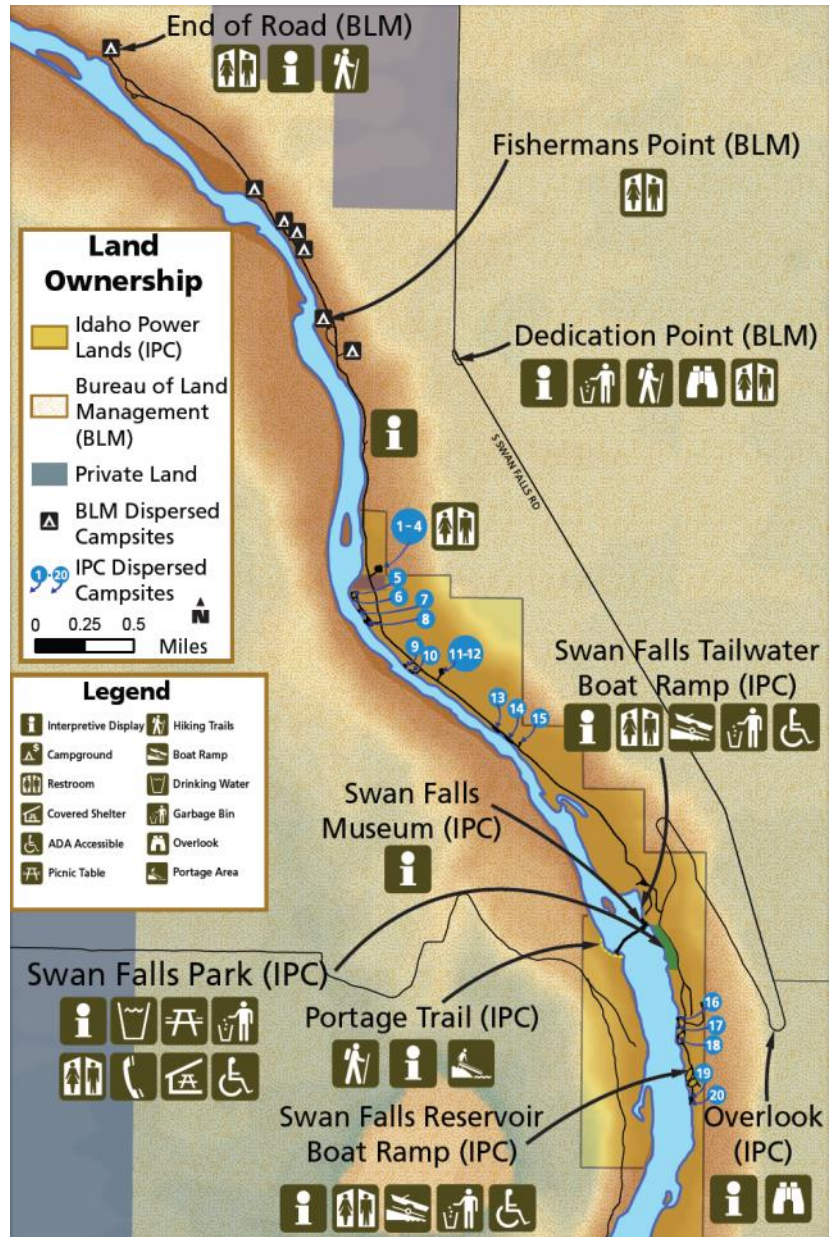 End of Road (BLM)
Fishermans Point (BLM)
Land
Ownership
Idaho Power
Lands (IPC)
Bureau of Land
Management
(BLM)
Private Land
BLM Dispersed
Campsites
1 - 20
IPC Dispersed
Campsites
N
0 0.25 0.5
Miles
Dedication Point (BLM)
S SWAN FALLS RD
1-4
5
6
7
8
9
10
11-12
13
14
15
Legend
Interpretive Display
Hiking Trails
Campground
Boat Ramp
Restroom
Drinking Water
Covered Shelter
Garbage Bin
ADA Accessible
Overlook
Picnic Table
Portage Area
Swan Falls Tailwater
Boat Ramp (IPC)
Swan Falls
Museum (IPC)
Swan Falls Park (IPC)
Portage Trail (IPC)
16
17
18
19
20
Swan Falls Reservoir
Boat Ramp (IPC)
Overlook
(IPC)